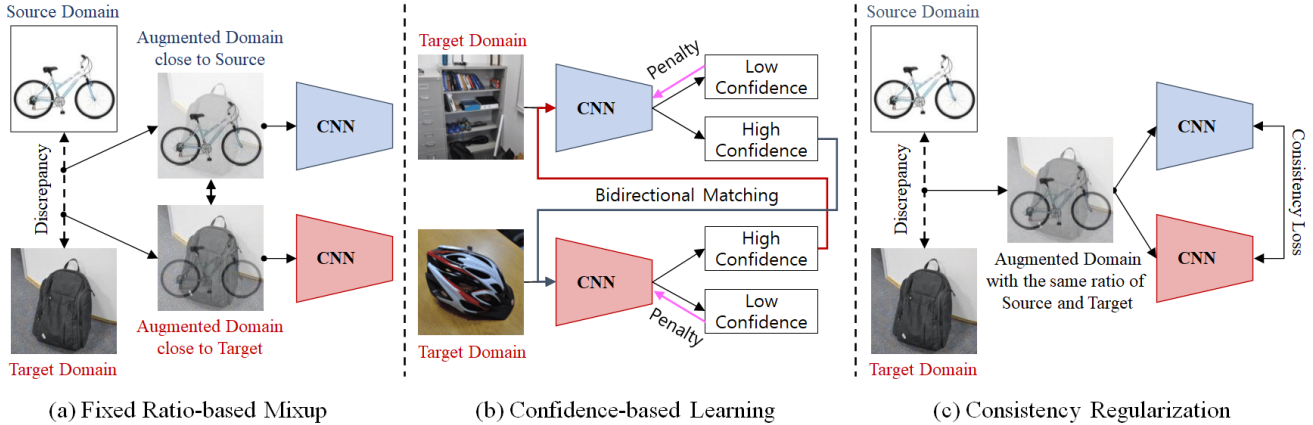 Source Domain
Augmented Domain
close to Source
CNN
Discrepancy
CNN
Augmented Domain
close to Target
Target Domain
(a) Fixed Ratio-based Mixup
Target Domain
CNN
Penalty
Low
Confidence
High
Confidence
Bidirectional Matching
CNN
High
Confidence
Low
Confidence
Penalty
Target Domain
(b) Confidence-based Learning
Source Domain
Discrepancy
CNN
Consistency Loss
CNN
Augmented Domain
with the same ratio of
Source and Target
Target Domain
(c) Consistency Regularization